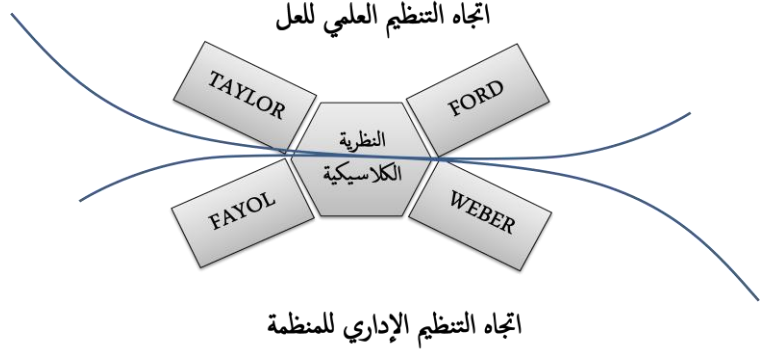 اتجاه التنظيم العلمي للعل
TAYLOR
FORD
النظرية
الكلاسيكية
FAYOL
WEBER
اتجاه التنظيم الإداري للمنظمة